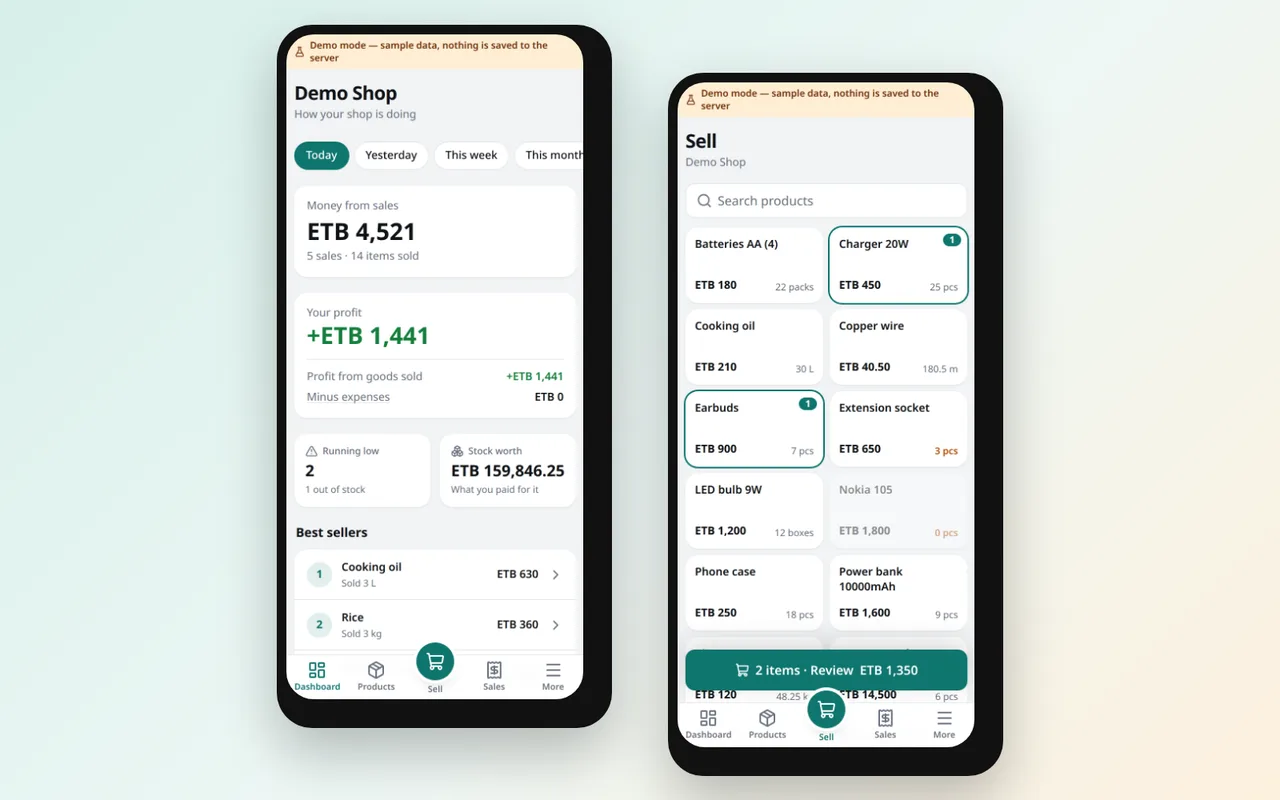 Demo mode — sample data, nothing is saved to the
server
Demo Shop
How your shop is doing
Today
Yesterday
This week
This month
Money from sales
ETB 4,521
5 sales · 14 items sold
Your profit
+ETB 1,441
Profit from goods sold +ETB 1,441
Minus expenses ETB 0
Running low
2
1 out of stock
Stock worth
ETB 159,846.25
What you paid for it
Best sellers
1 Cooking oil ETB 630
Sold 3 L
2 Rice ETB 360
Sold 3 kg
Dashboard Products Sell Sales More
Demo mode — sample data, nothing is saved to the
server
Sell
Demo Shop
Search products
Batteries AA (4)
ETB 180 22 packs
Charger 20W 1
ETB 450 25 pcs
Cooking oil
ETB 210 30 L
Copper wire
ETB 40.50 180.5 m
Earbuds 1
ETB 900 7 pcs
Extension socket
ETB 650 3 pcs
LED bulb 9W
ETB 1,200 12 boxes
Nokia 105
ETB 1,800 0 pcs
Phone case
ETB 250 18 pcs
Power bank
10000mAh
ETB 1,600 9 pcs
2 items · Review ETB 1,350
ETB 120 48.25 k
ETB 14,500 6 pcs
Dashboard Products Sell Sales More